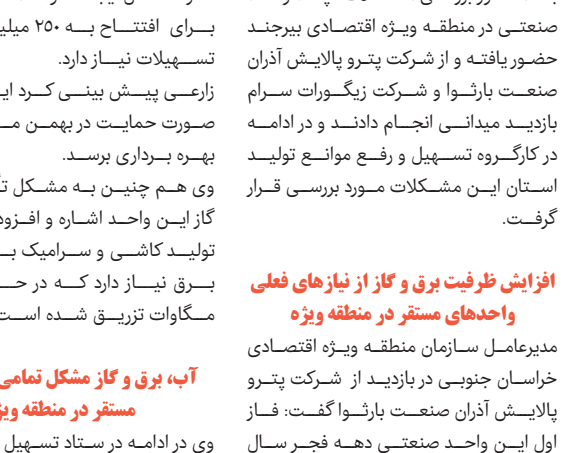 صنعتی در منطقه ویژه اقتصادی بیرجند
حضور یافته و از شرکت پترو پالایش آذران
صنعت بارثوا و شرکت زیگورات سرام
بازدید میدانی انجام دادند و در ادامه
در کارگروه تسهیل و رفع موانع تولید
استان این مشکلات مورد بررسی قرار
گرفت.
افزایش ظرفیت برق و گاز از نیازهای فعلی
واحدهای مستقر در منطقه ویژه
مدیرعامل سازمان منطقه ویژه اقتصادی
خراسان جنوبی در بازدید از شرکت پترو
پالایش آذران صنعت بارثوا گفت: فاز
اول این واحد صنعتی دهه فجر سال
برای افتتاح به ۲۵۰
تسهیلات نیاز دارد.
زارعی پیش بینی کرد
صورت حمایت در بهمن
بهره برداری برسد.
وی هم چنین به مشکل
گاز این واحد اشاره و
تولید کاشی و سرامیک
برق نیاز دارد که در
مگاوات تزریق شده است
آب، برق و گاز مشکل تمامی
مستقر در منطقه
وی در ادامه در ستاد تسهیل